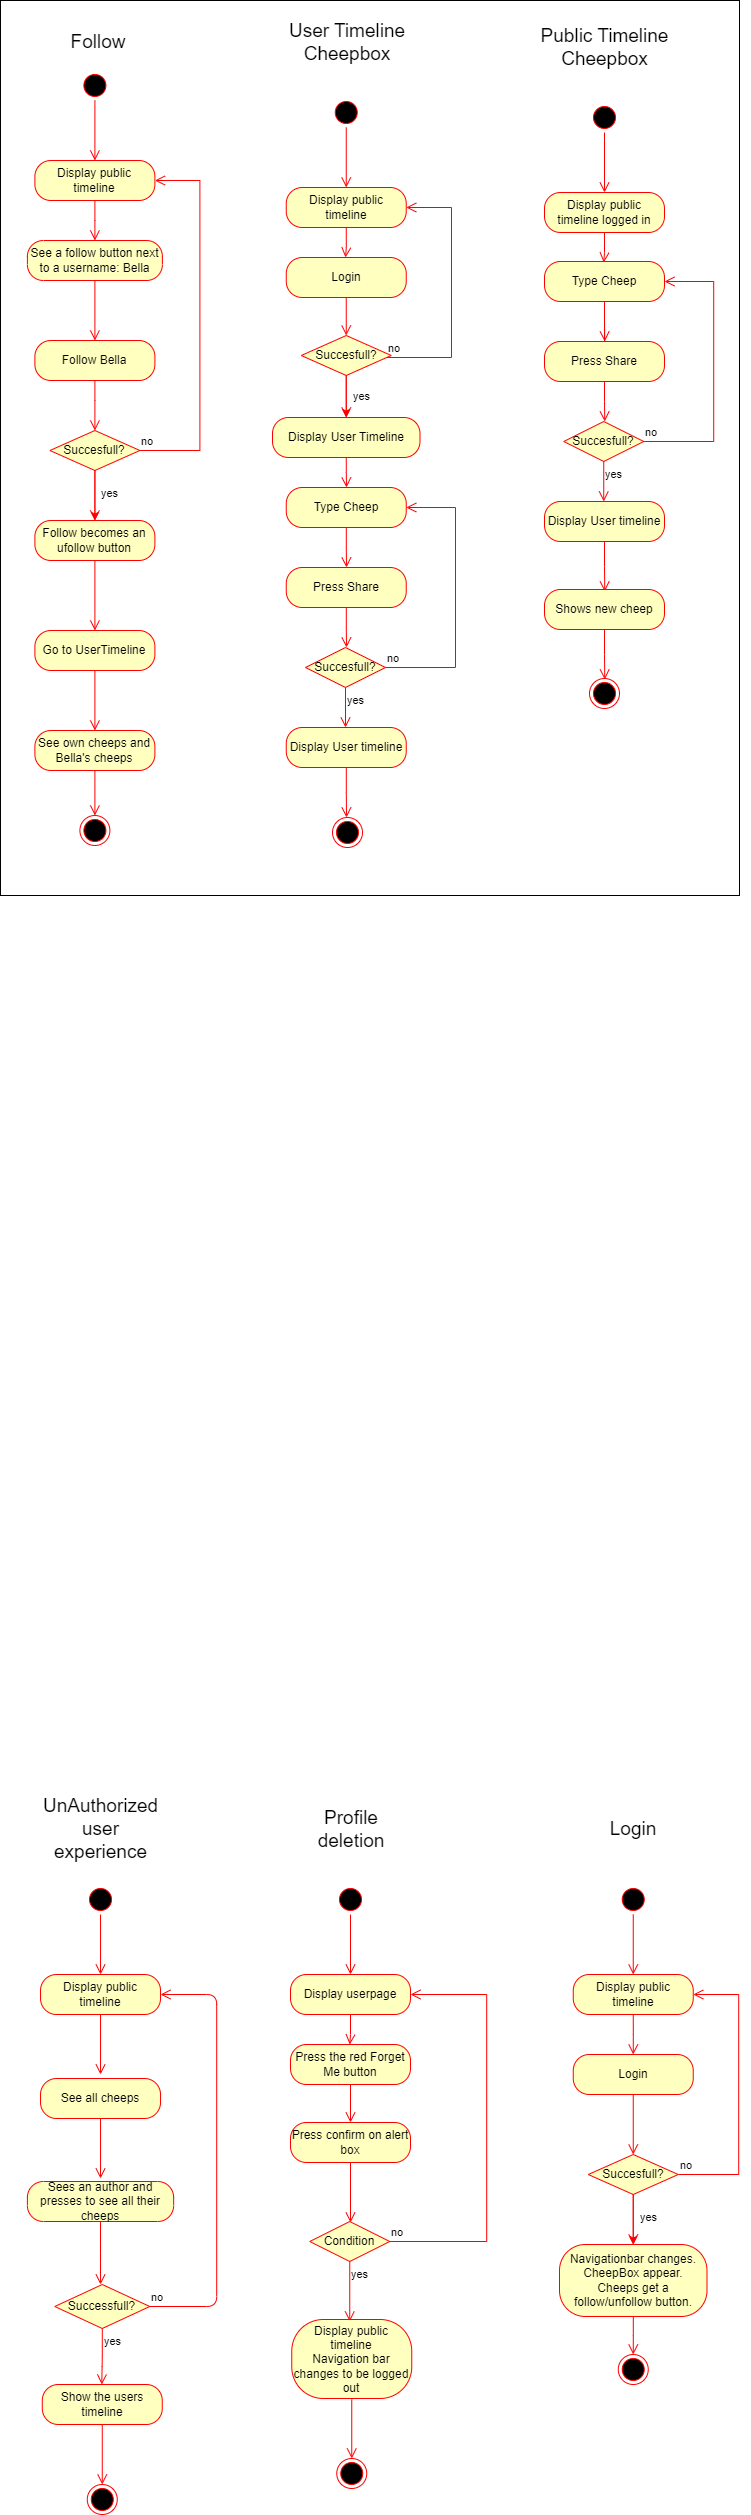 Follow
Display public
timeline
See a follow button next
to a username: Bella
Follow Bella
Succesfull?
no
yes
Follow becomes an
ufollow button
Go to UserTimeline
See own cheeps and
Bella's cheeps
User Timeline
Cheepbox
Display public
timeline
Login
Succesfull?
no
yes
Display User Timeline
Type Cheep
Press Share
Succesfull?
no
yes
Display User timeline
Public Timeline
Cheepbox
Display public
timeline logged in
Type Cheep
Press Share
Succesfull?
no
yes
Display User timeline
Shows new cheep
UnAuthorized
user
experience
Display public
timeline
See all cheeps
Sees an author and
presses to see all their
cheeps
Successfull?
no
yes
Show the users
timeline
Profile
deletion
Display userpage
Press the red Forget
Me button
Press confirm on alert
box
Condition
no
yes
Display public
timeline
Navigation bar
changes to be logged
out
Login
Display public
timeline
Login
Succesfull?
no
yes
Navigationbar changes.
CheepBox appear.
Cheeps get a
follow/unfollow button.